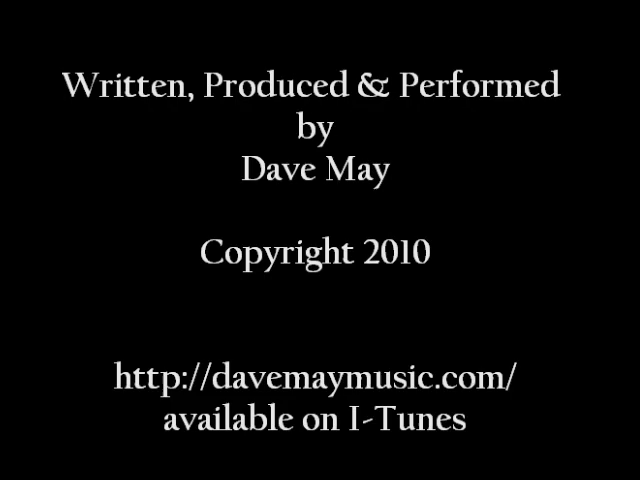 Written, Produced & Performed
by
Dave May
Copyright 2010
http://davemaymusic.com/
available on I-Tunes